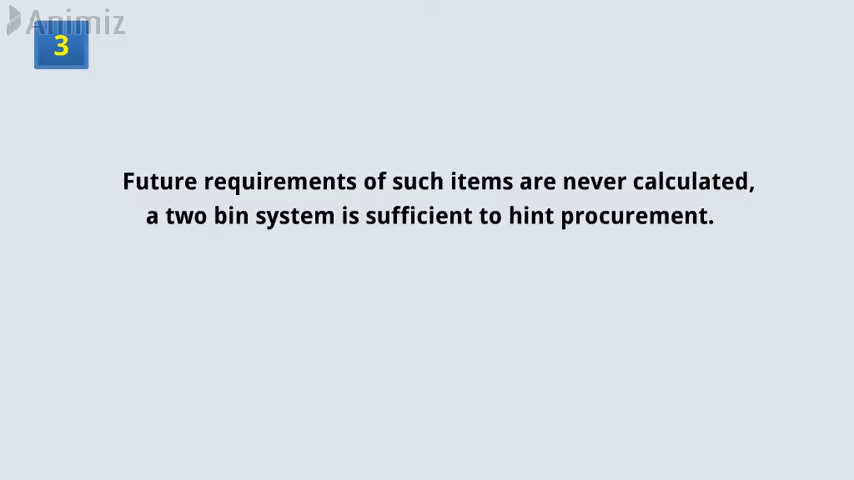 Animiz
3
Future requirements of such items are never calculated,
a two bin system is sufficient to hint procurement.